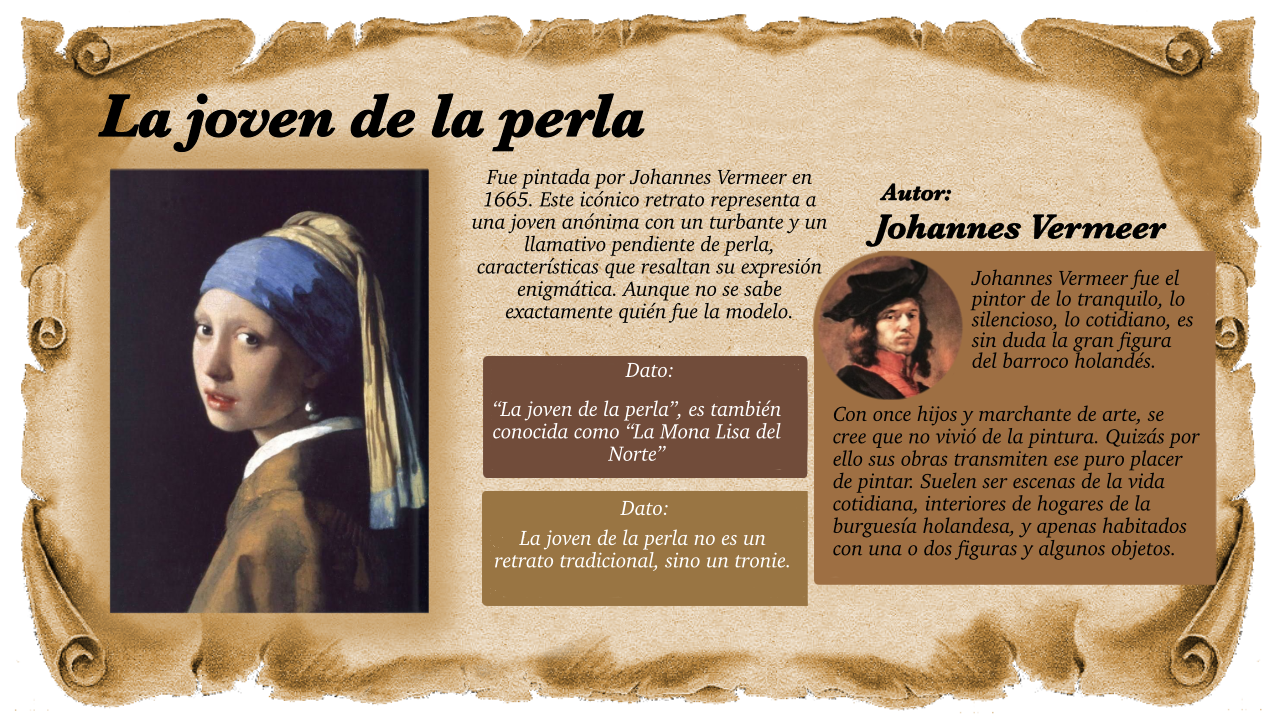 La joven de la perla
Fue pintada por Johannes Vermeer en
1665. Este icónico retrato representa a
una joven anónima con un turbante y un
llamativo pendiente de perla,
características que resaltan su expresión
enigmática. Aunque no se sabe
exactamente quién fue la modelo.
Dato:
“La joven de la perla”, es también
conocida como “La Mona Lisa del
Norte”
Dato:
La joven de la perla no es un
retrato tradicional, sino un tronie.
Autor:
Johannes Vermeer
Johannes Vermeer fue el
pintor de lo tranquilo, lo
silencioso, lo cotidiano, es
sin duda la gran figura
del barroco holandés.
Con once hijos y marchante de arte, se
cree que no vivió de la pintura. Quizás por
ello sus obras transmiten ese puro placer
de pintar. Suelen ser escenas de la vida
cotidiana, interiores de hogares de la
burguesía holandesa, y apenas habitados
con una o dos figuras y algunos objetos.